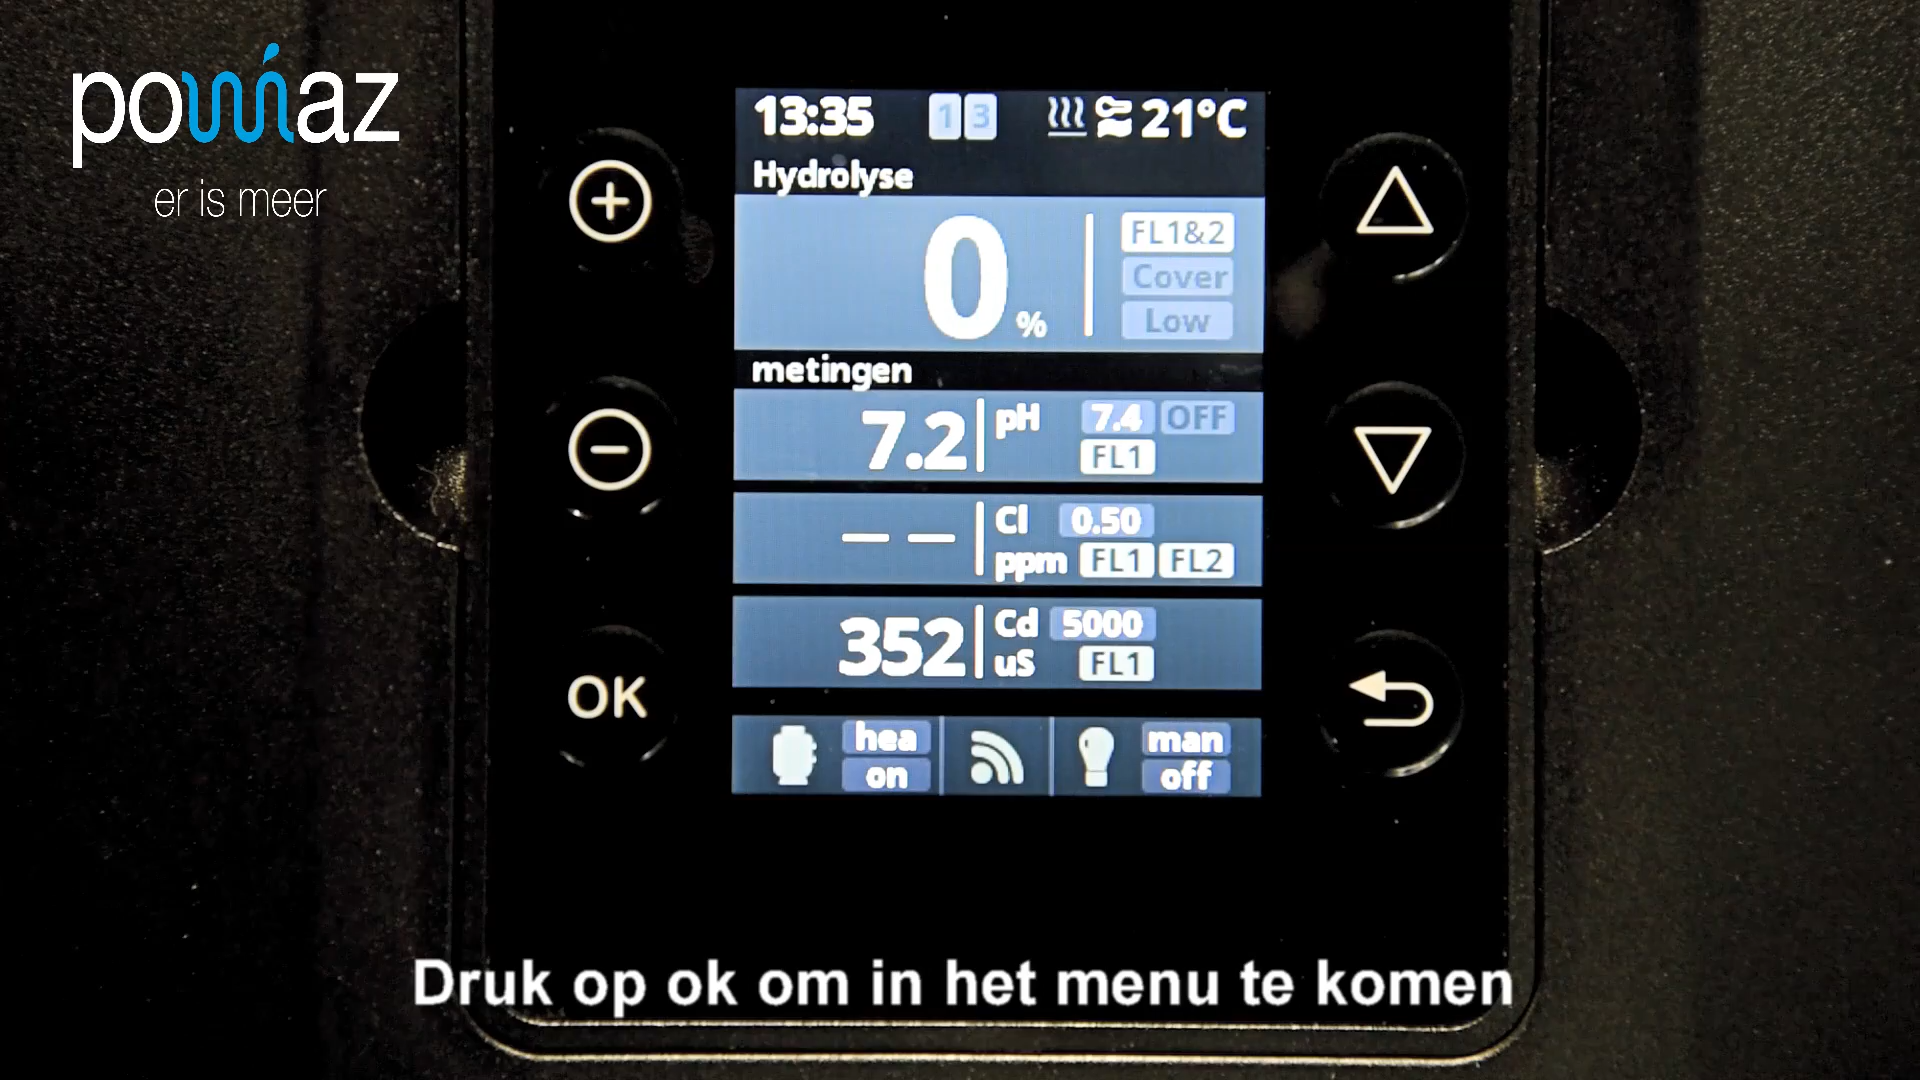 pomaz
er is meer
13:35 1 3 21°C
Hydrolyse
0 %
FL1&2
Cover
Low
metingen
7.2 pH 7.4 OFF
FL1
-- Cl 0.50
ppm FL1 FL2
352 Cd 5000
uS FL1
hea man
on off
OK
Druk op ok om in het menu te komen